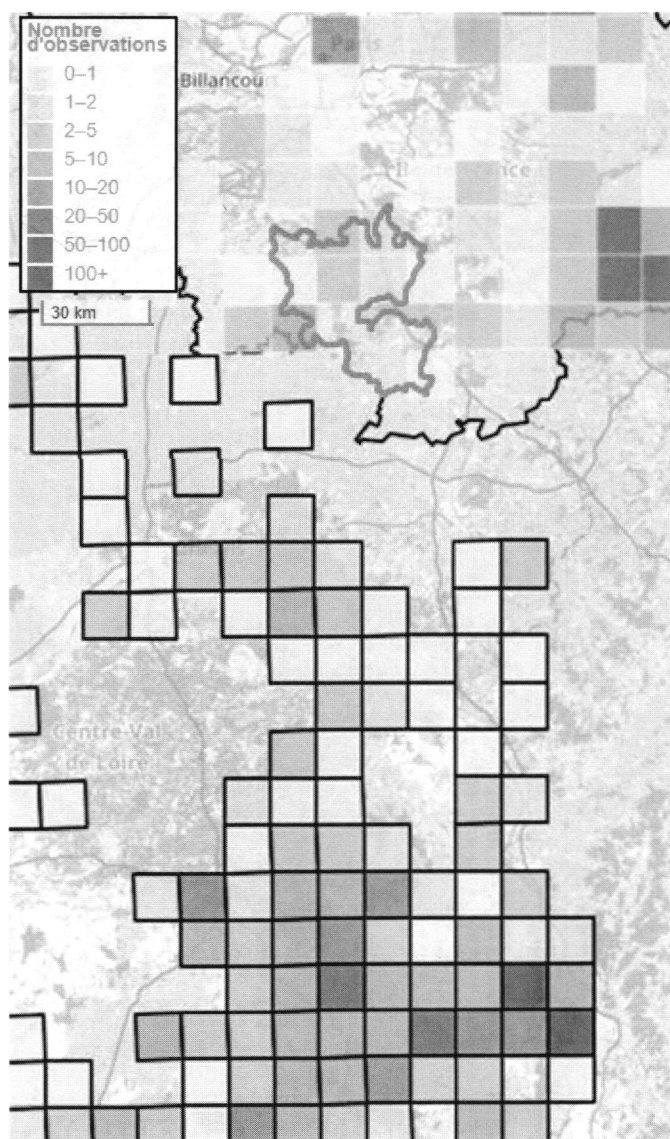 Nombre
d'observations
0–1
1–2
2–5
5–10
10–20
20–50
50–100
100+
30 km
Paris
Billancour
Centre-Val
de Loire